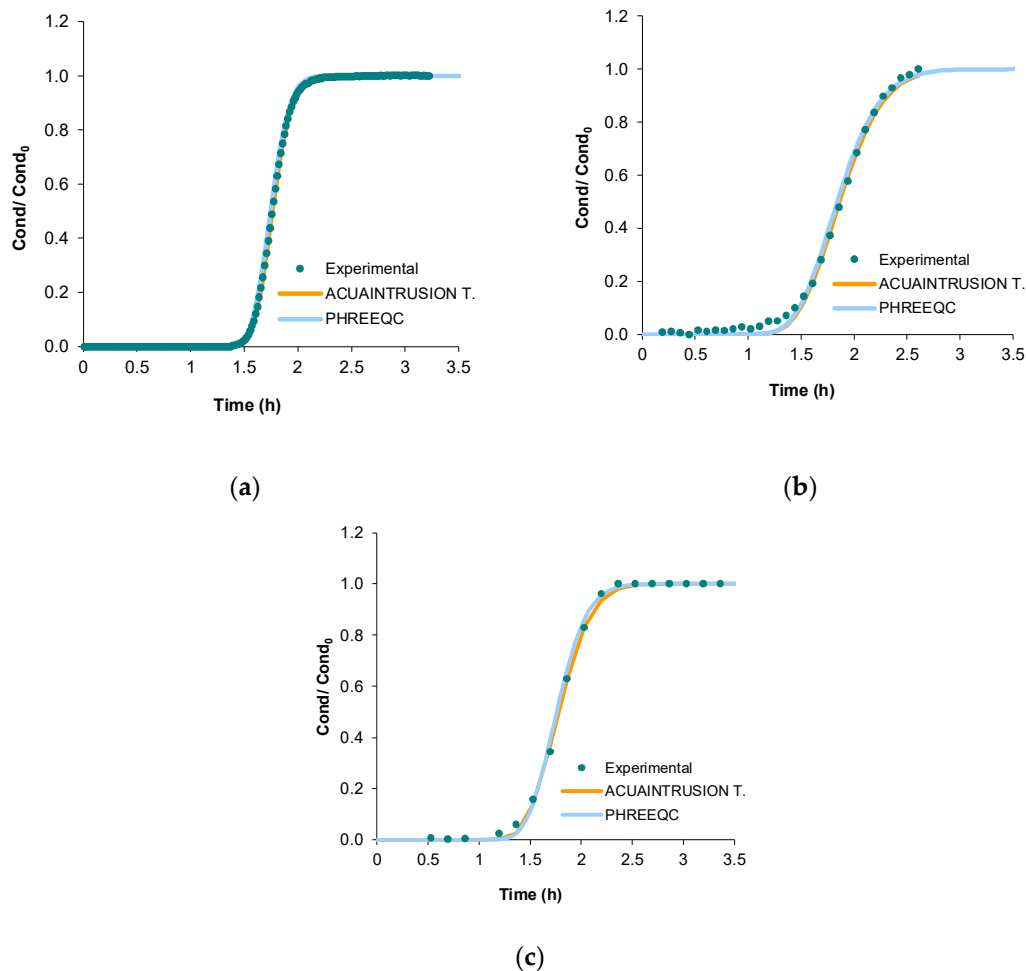 1.2
1.0
0.8
0.6
0.4
0.2
0.0
Cond/ Cond₀
Experimental
ACUAINTRUSION T.
PHREEQC
0 0.5 1 1.5 2 2.5 3 3.5
Time (h)
(a)
1.2
1.0
0.8
0.6
0.4
0.2
0.0
Cond/ Cond₀
Experimental
ACUAINTRUSION T.
PHREEQC
0 0.5 1 1.5 2 2.5 3 3.5
Time (h)
(b)
1.2
1.0
0.8
0.6
0.4
0.2
0.0
Cond/ Cond₀
Experimental
ACUAINTRUSION T.
PHREEQC
0 0.5 1 1.5 2 2.5 3 3.5
Time (h)
(c)